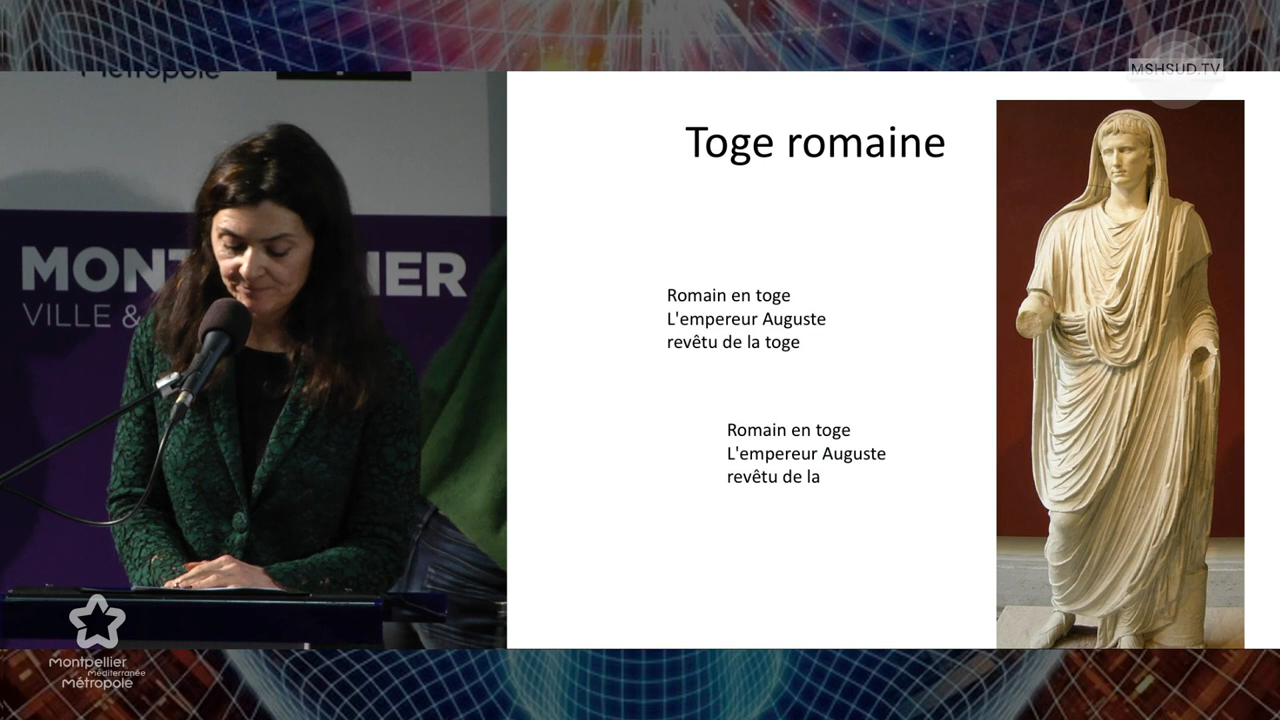 Métropole
MSHSUD.TV
MONT IER
VILLE &
Toge romaine
Romain en toge
L'empereur Auguste
revêtu de la toge
Romain en toge
L'empereur Auguste
revêtu de la
montpellier
méditerranée
métropole